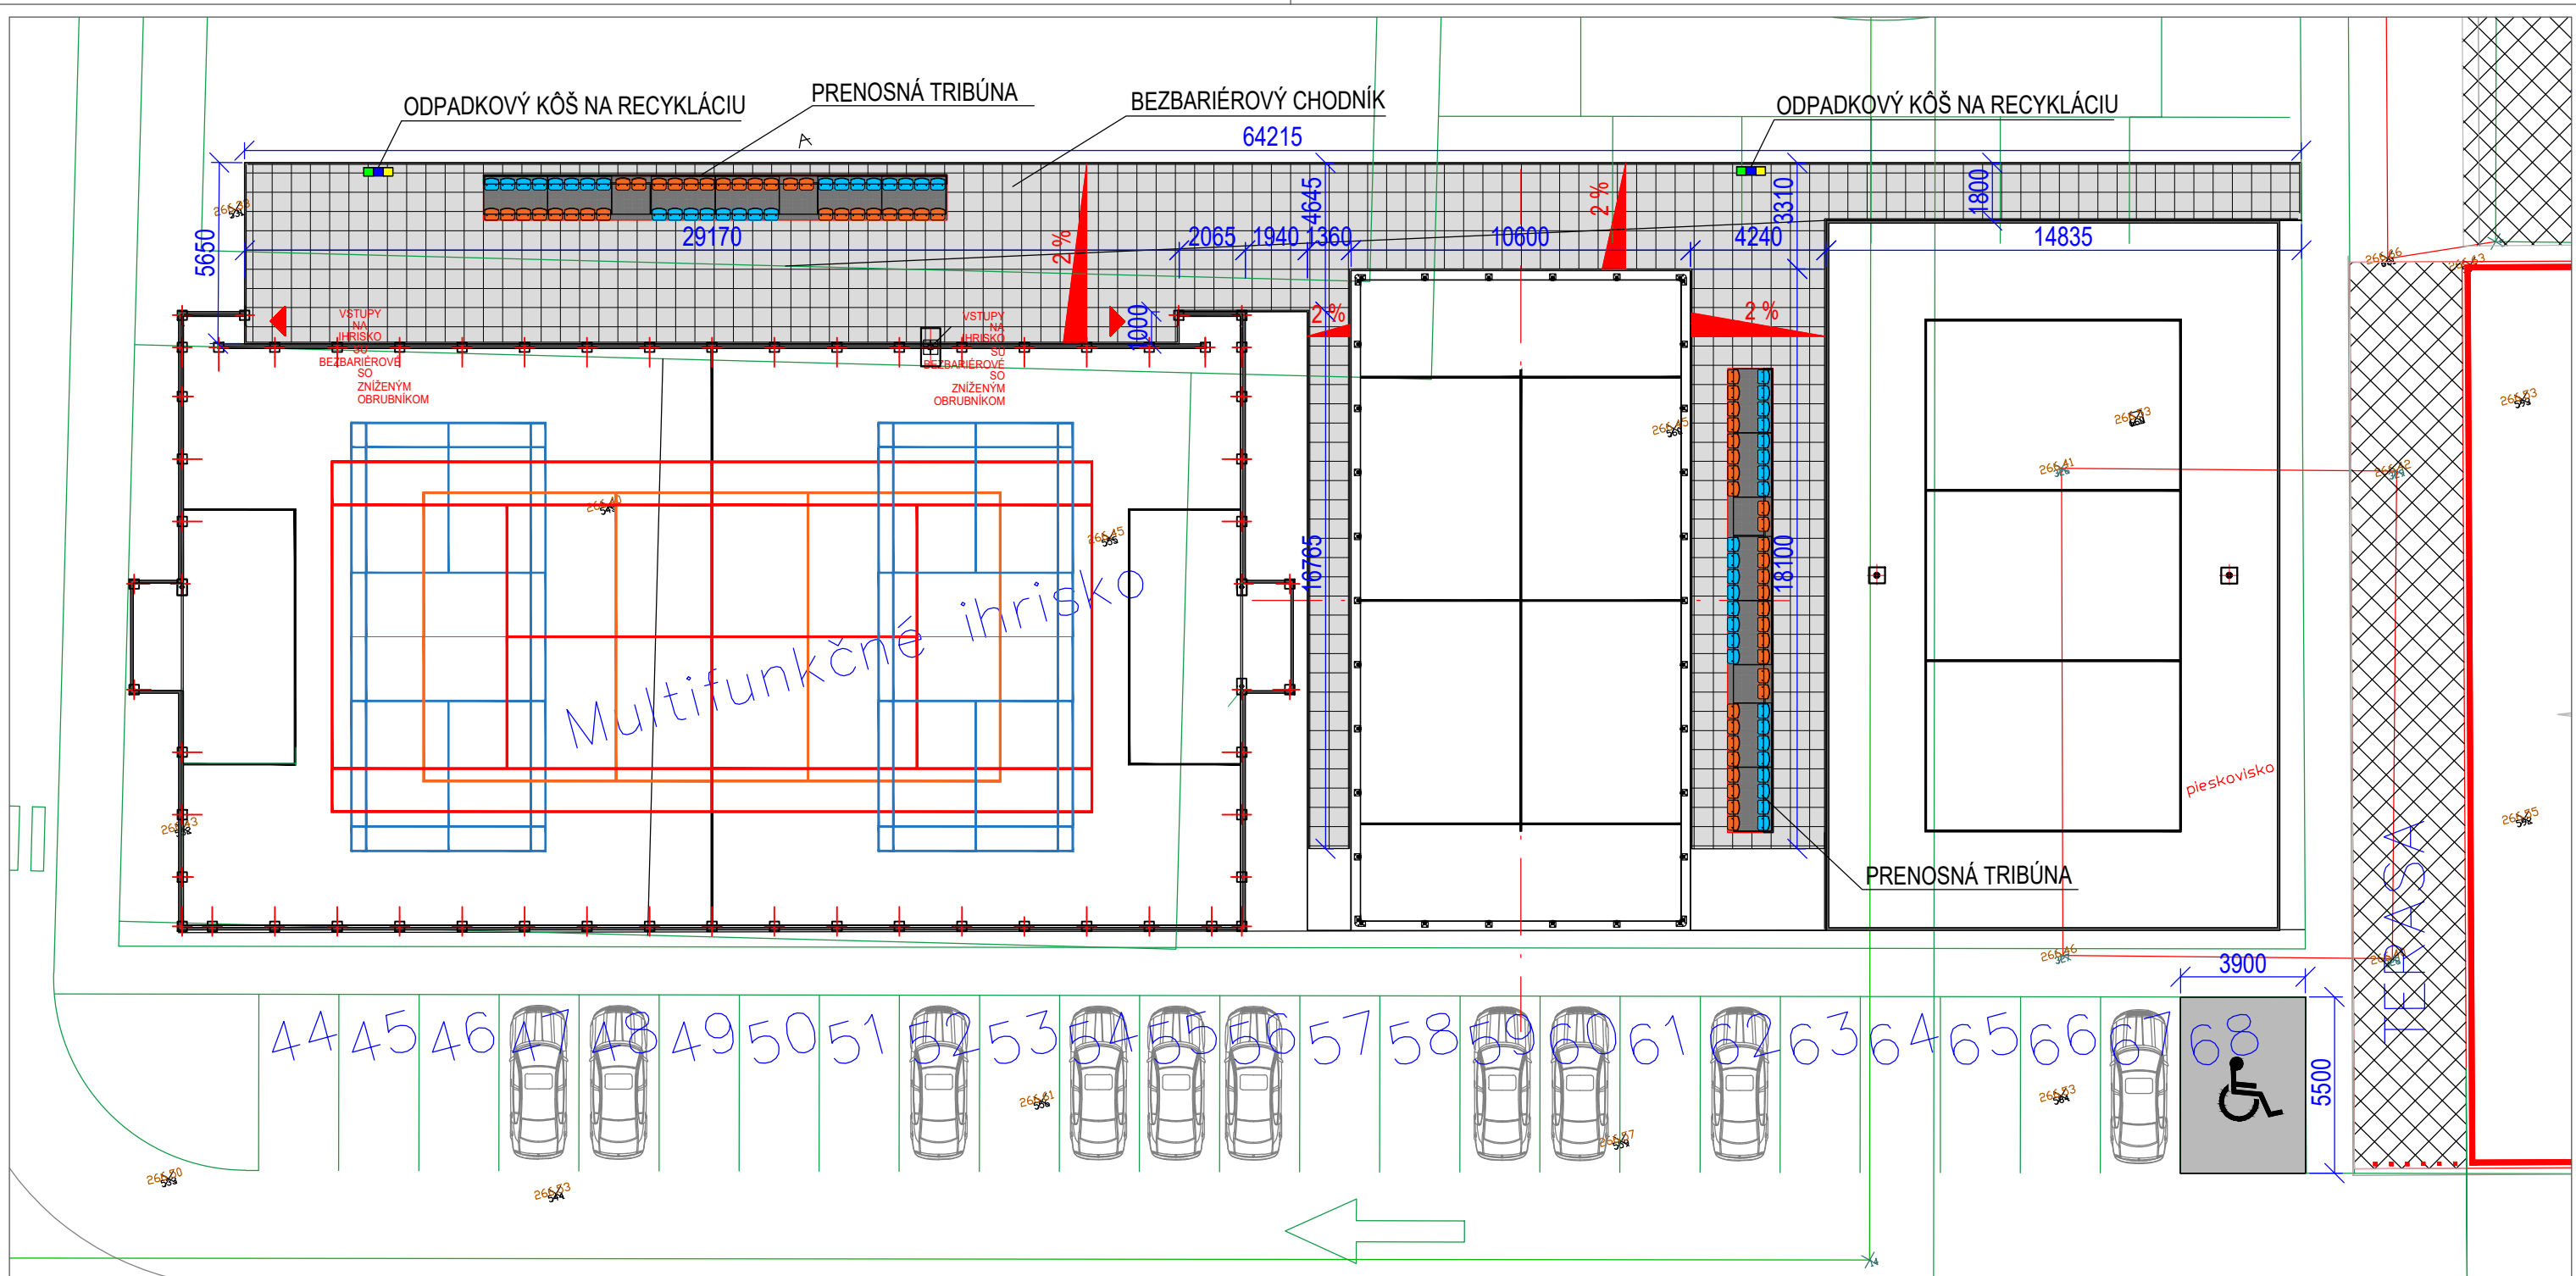 ODPADKOVÝ KÔŠ NA RECYKLÁCIU
PRENOSNÁ TRIBÚNA
BEZBARIÉROVÝ CHODNÍK
ODPADKOVÝ KÔŠ NA RECYKLÁCIU
A
64215
5650
29170
2 %
2065
1940
1360
4645
10600
2 %
4240
3310
1800
14835
VSTUPY
NA
IHRISKO
SÚ
BEZBARIÉROVÉ
SO
ZNÍŽENÝM
OBRUBNÍKOM
VSTUPY
NA
IHRISKO
SÚ
BEZBARIÉROVÉ
SO
ZNÍŽENÝM
OBRUBNÍKOM
1000
2 %
2 %
16765
18100
Multifunkčné ihrisko
pieskovisko
PRENOSNÁ TRIBÚNA
TERASA
3900
5500
44 45 46 47 48 49 50 51 52 53 54 55 56 57 58 59 60 61 62 63 64 65 66 67 68